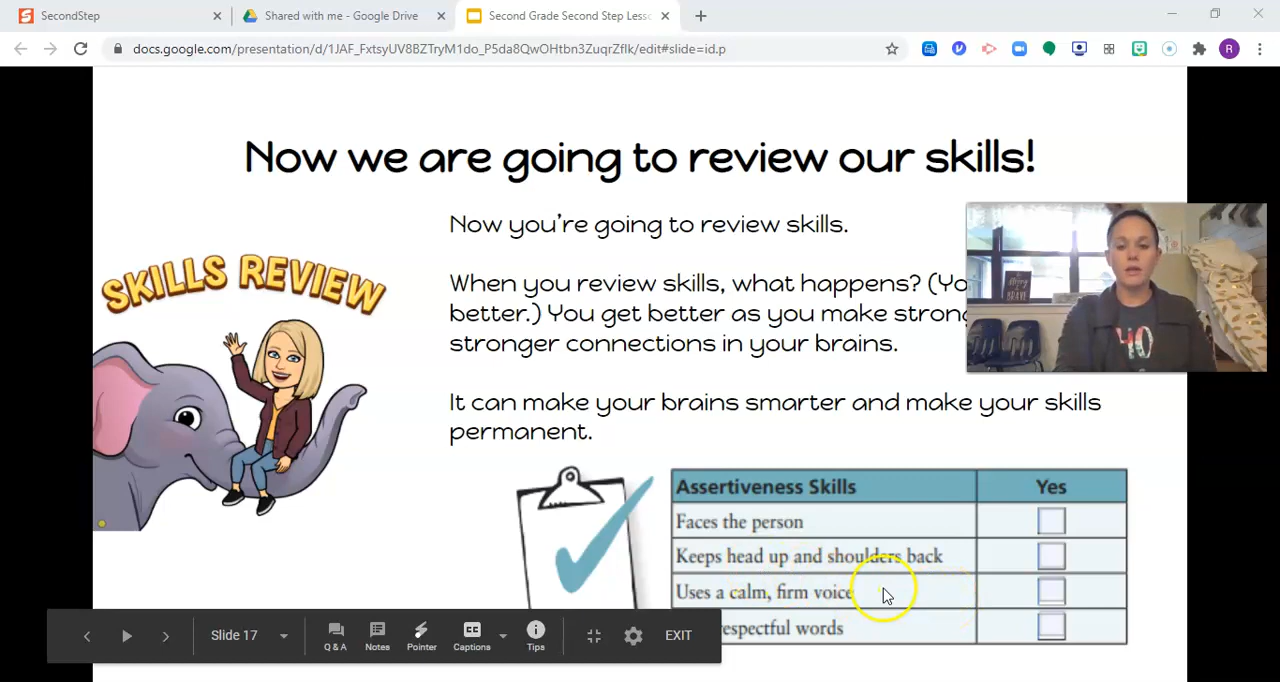 SecondStep
Shared with me - Google Drive
Second Grade Second Step Less
docs.google.com/presentation/d/1JAF_FxtsyUV8BZTryM1do_P5da8QwOHtbn3ZuqrZflk/edit#slide=id.p
R
Now we are going to review our skills!
Now you're going to review skills.
When you review skills, what happens? (Yo
better.) You get better as you make strong
stronger connections in your brains.
It can make your brains smarter and make your skills
permanent.
SKILLS REVIEW
BRAVE
40
Assertiveness Skills Yes
Faces the person
Keeps head up and shoulders back
Uses a calm, firm voice
respectful words
Slide 17
Q & A
Notes
Pointer
Captions
Tips
EXIT